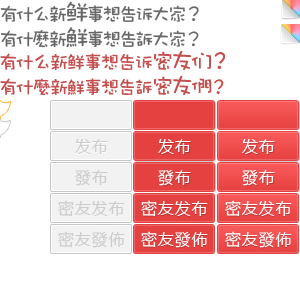 有什么新鲜事想告诉大家？
有什麼新鮮事想告訴大家？
有什么新鲜事想告诉密友们？
有什麼新鮮事想告訴密友們？
发布 发布 发布
發布 發布 發布
密友发布 密友发布 密友发布
密友發佈 密友發佈 密友發佈